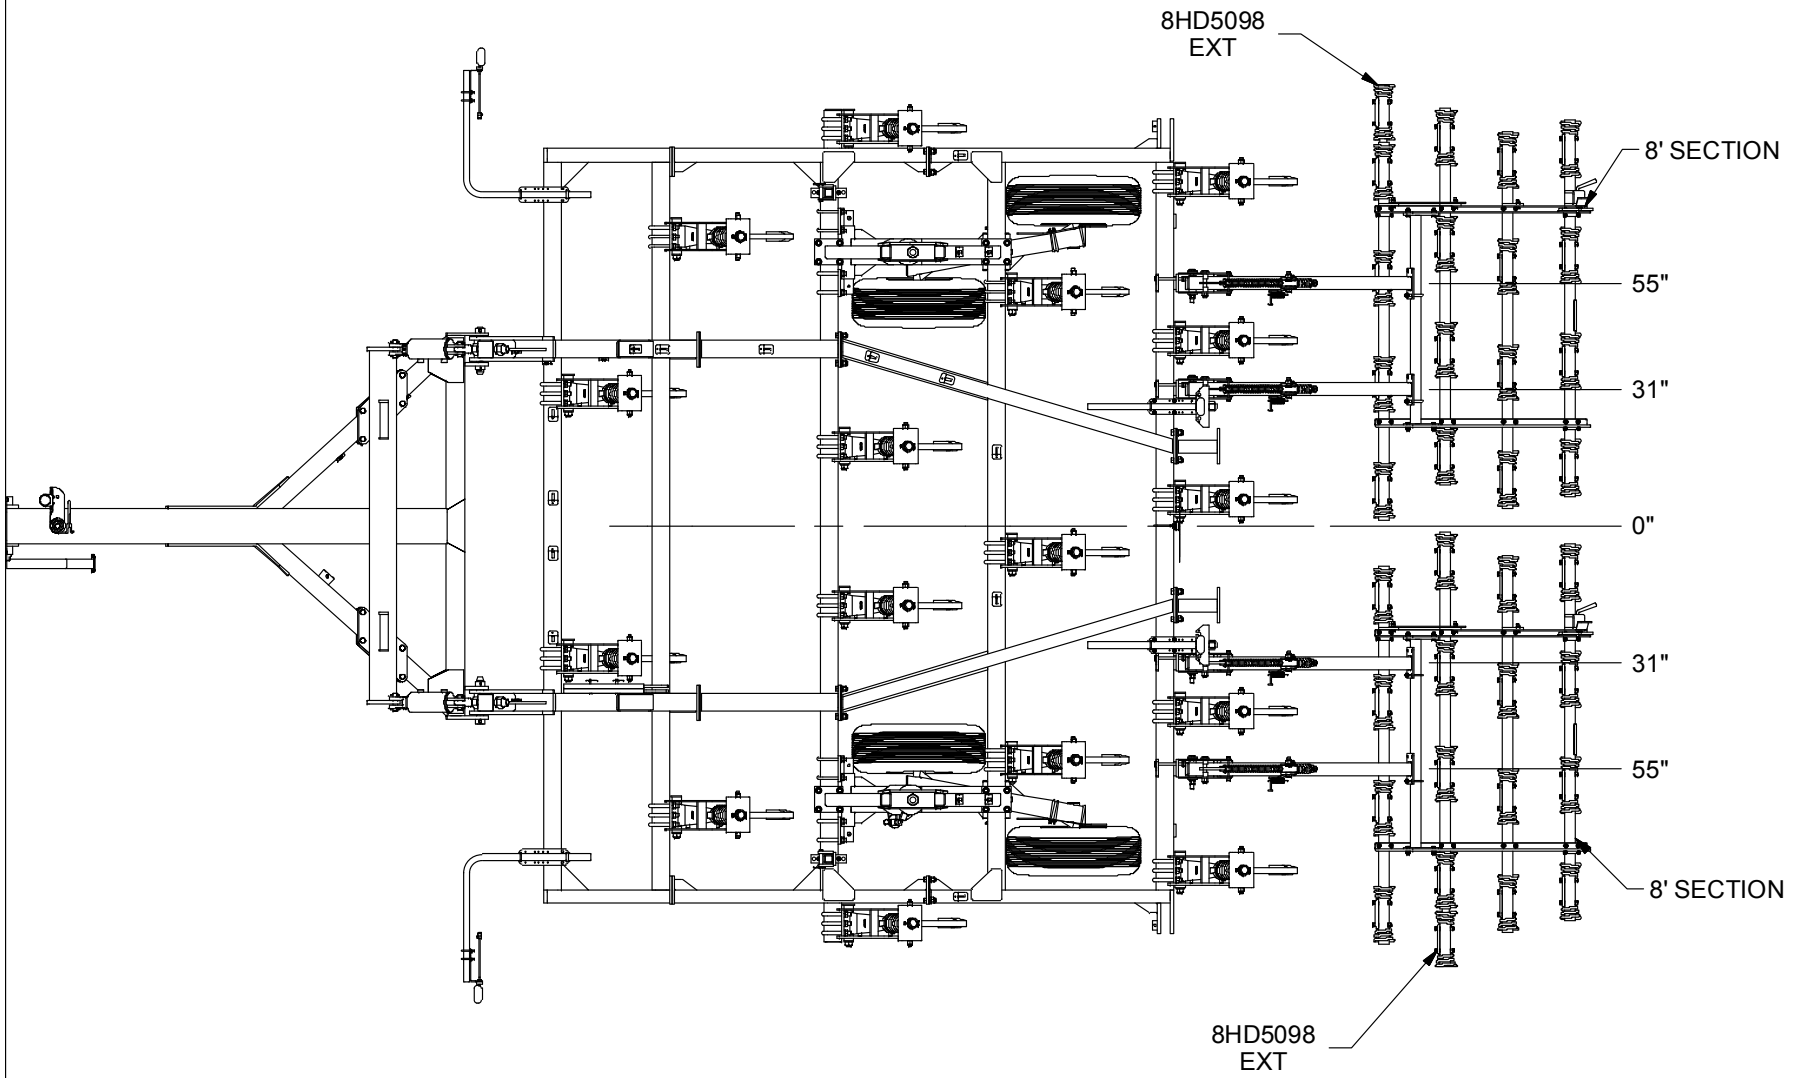 8HD5098
EXT
8' SECTION
55"
31"
0"
31"
55"
8' SECTION
8HD5098
EXT